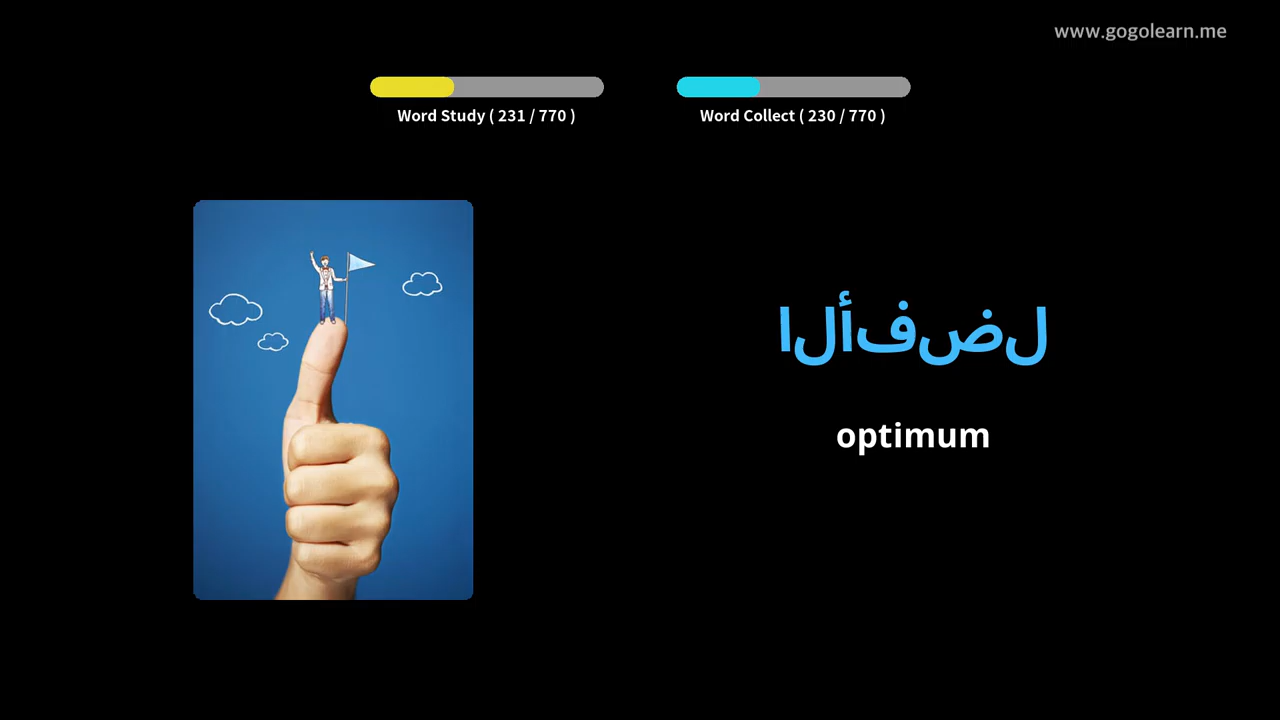 www.gogolearn.me
Word Study ( 231 / 770 )
Word Collect ( 230 / 770 )
الأفضل
optimum